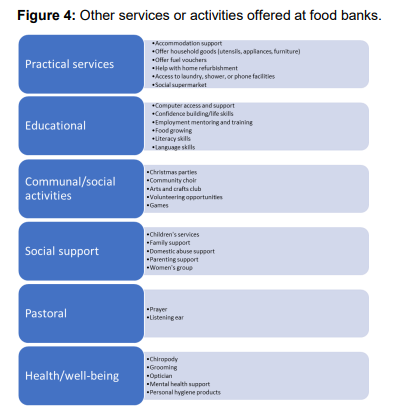 Figure 4: Other services or activities offered at food banks.
Practical services
•Accommodation support
•Offer household goods (utensils, appliances, furniture)
•Offer fuel vouchers
•Help with home refurbishment
•Access to laundry, shower, or phone facilities
•Social supermarket
Educational
•Computer access and support
•Confidence building/life skills
•Employment mentoring and training
•Food growing
•Literacy skills
•Language skills
Communal/social
activities
•Christmas parties
•Community choir
•Arts and crafts club
•Volunteering opportunities
•Games
Social support
•Children's services
•Family support
•Domestic abuse support
•Parenting support
•Women's group
Pastoral
•Prayer
•Listening ear
Health/well-being
•Chiropody
•Grooming
•Optician
•Mental health support
•Personal hygiene products